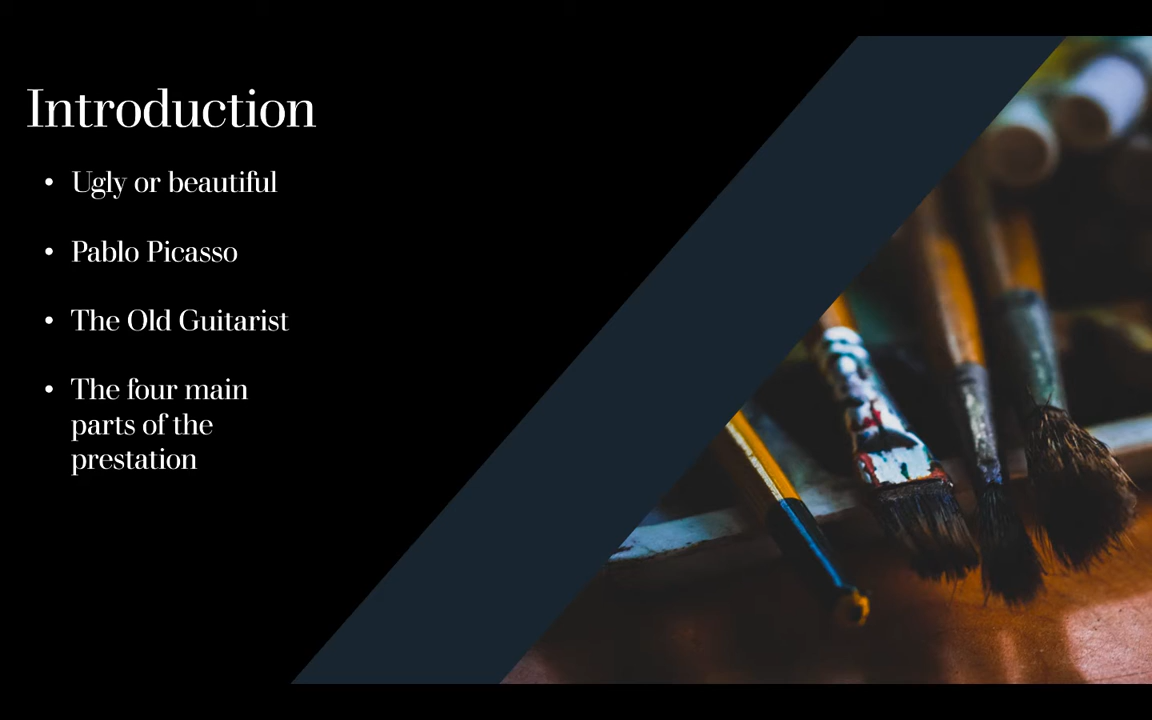 Introduction
• Ugly or beautiful
• Pablo Picasso
• The Old Guitarist
• The four main
parts of the
prestation